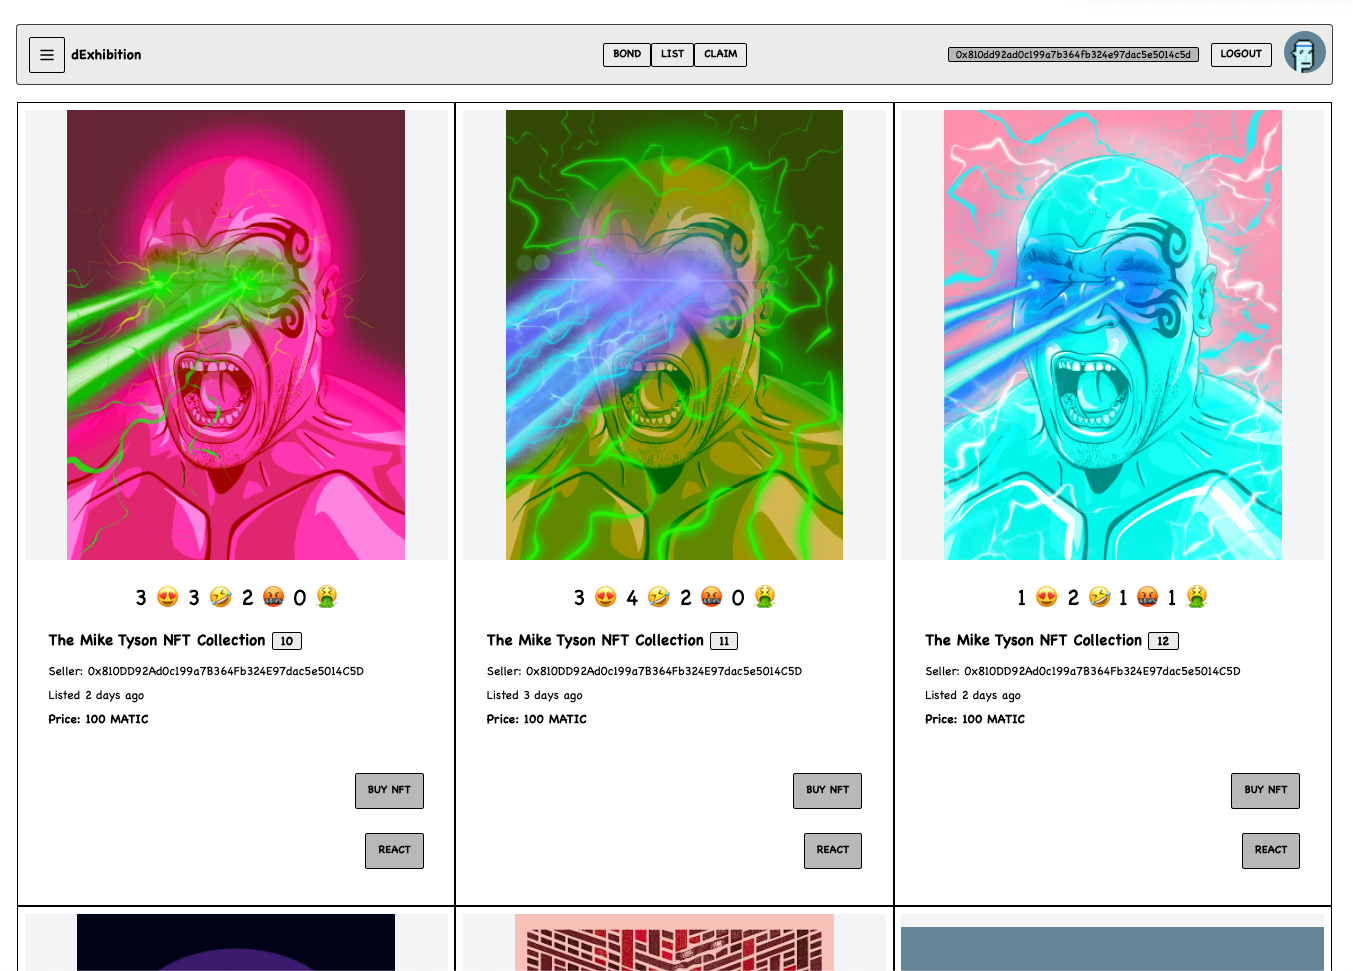 dExhibition
BOND LIST CLAIM
0x810dd92ad0c199a7b364fb324e97dac5e5014c5d
LOGOUT
3 😍 3 🤣 2 🤬 0 🤮
The Mike Tyson NFT Collection 10
Seller: 0x810DD92Ad0c199a7B364Fb324E97dac5e5014C5D
Listed 2 days ago
Price: 100 MATIC
BUY NFT
REACT
3 😍 4 🤣 2 🤬 0 🤮
The Mike Tyson NFT Collection 11
Seller: 0x810DD92Ad0c199a7B364Fb324E97dac5e5014C5D
Listed 3 days ago
Price: 100 MATIC
BUY NFT
REACT
1 😍 2 🤣 1 🤬 1 🤮
The Mike Tyson NFT Collection 12
Seller: 0x810DD92Ad0c199a7B364Fb324E97dac5e5014C5D
Listed 2 days ago
Price: 100 MATIC
BUY NFT
REACT